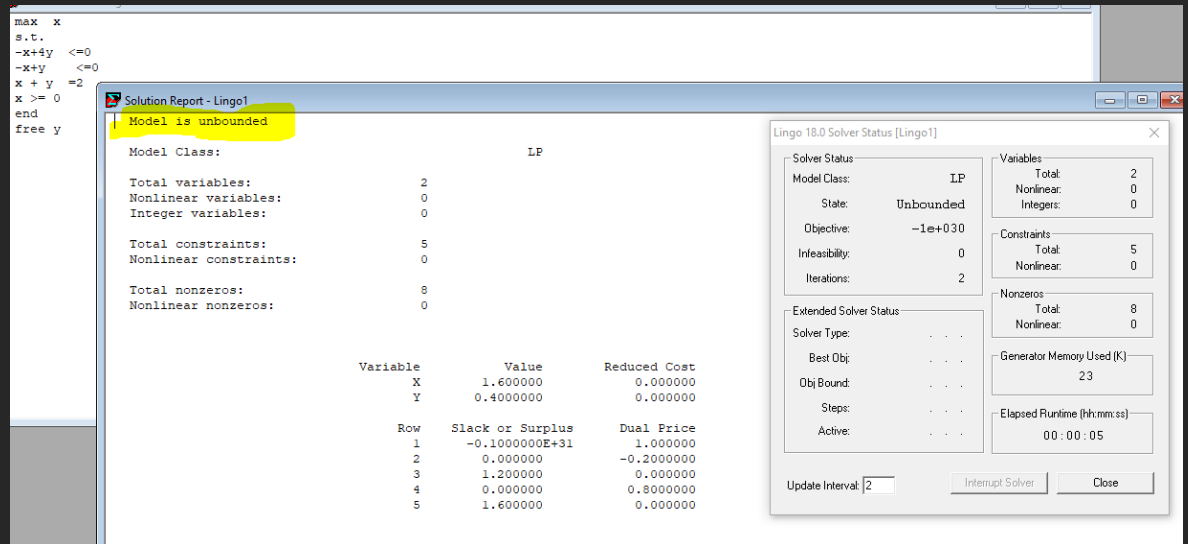 max  x
s.t.
-x+4y  <=0
-x+y    <=0
x + y  =2
x >= 0
end
free y
Solution Report - Lingo1
Model is unbounded
Model Class: LP
Total variables: 2
Nonlinear variables: 0
Integer variables: 0
Total constraints: 5
Nonlinear constraints: 0
Total nonzeros: 8
Nonlinear nonzeros: 0
Variable Value Reduced Cost
X 1.600000 0.000000
Y 0.4000000 0.000000
Row Slack or Surplus Dual Price
1 -0.1000000E+31 1.000000
2 0.000000 -0.2000000
3 1.200000 0.000000
4 0.000000 0.8000000
5 1.600000 0.000000
Lingo 18.0 Solver Status [Lingo1]
Solver Status
Model Class: LP
State: Unbounded
Objective: -1e+030
Infeasibility: 0
Iterations: 2
Extended Solver Status
Solver Type: . . .
Best Obj: . . .
Obj Bound: . . .
Steps: . . .
Active: . . .
Update Interval: 2
Variables
Total: 2
Nonlinear: 0
Integers: 0
Constraints
Total: 5
Nonlinear: 0
Nonzeros
Total: 8
Nonlinear: 0
Generator Memory Used (K)
23
Elapsed Runtime (hh:mm:ss)
00:00:05
Interrupt Solver
Close